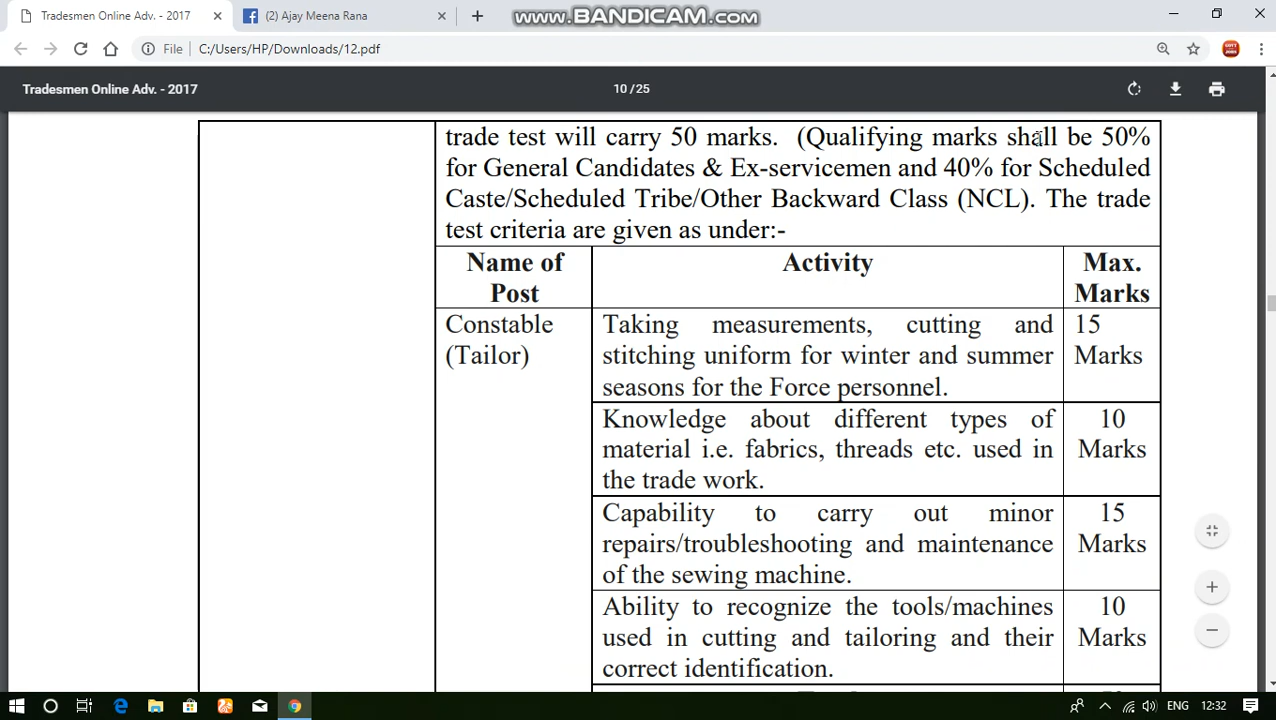 Tradesmen Online Adv. - 2017
(2) Ajay Meena Rana
www.BANDICAM.com
File
C:/Users/HP/Downloads/12.pdf
Tradesmen Online Adv. - 2017
10 / 25
trade test will carry 50 marks. (Qualifying marks shall be 50%
for General Candidates & Ex-servicemen and 40% for Scheduled
Caste/Scheduled Tribe/Other Backward Class (NCL). The trade
test criteria are given as under:-
Name of
Post
Activity
Max.
Marks
Constable
(Tailor)
Taking measurements, cutting and
stitching uniform for winter and summer
seasons for the Force personnel.
15
Marks
Knowledge about different types of
material i.e. fabrics, threads etc. used in
the trade work.
10
Marks
Capability to carry out minor
repairs/troubleshooting and maintenance
of the sewing machine.
15
Marks
Ability to recognize the tools/machines
used in cutting and tailoring and their
correct identification.
10
Marks
ENG
12:32